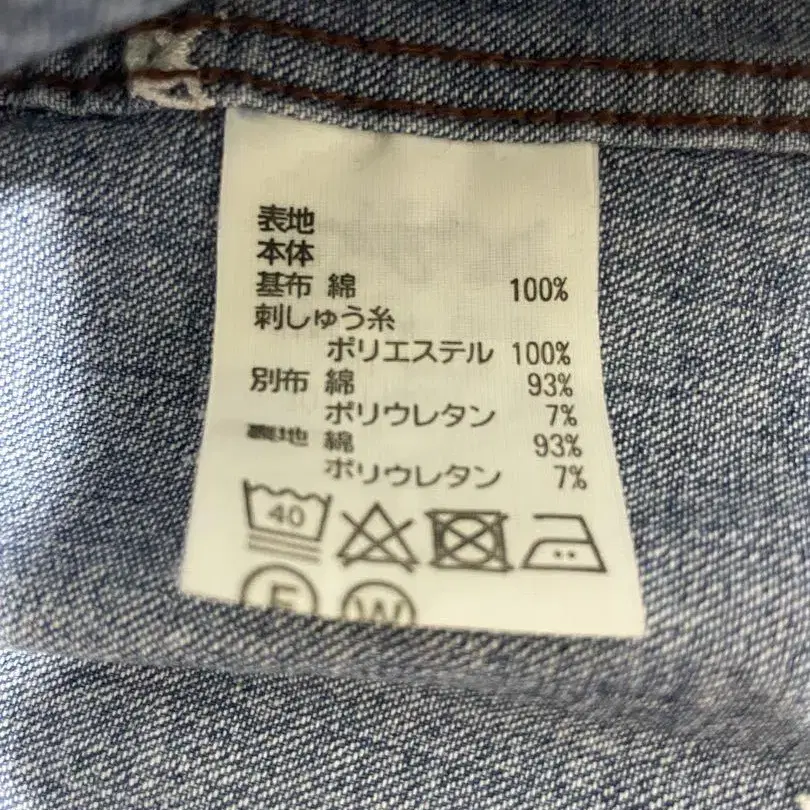 表地
本体
基布 綿 100%
刺しゅう糸
ポリエステル 100%
別布 綿 93%
ポリウレタン 7%
裏地 綿 93%
ポリウレタン 7%
40
F W